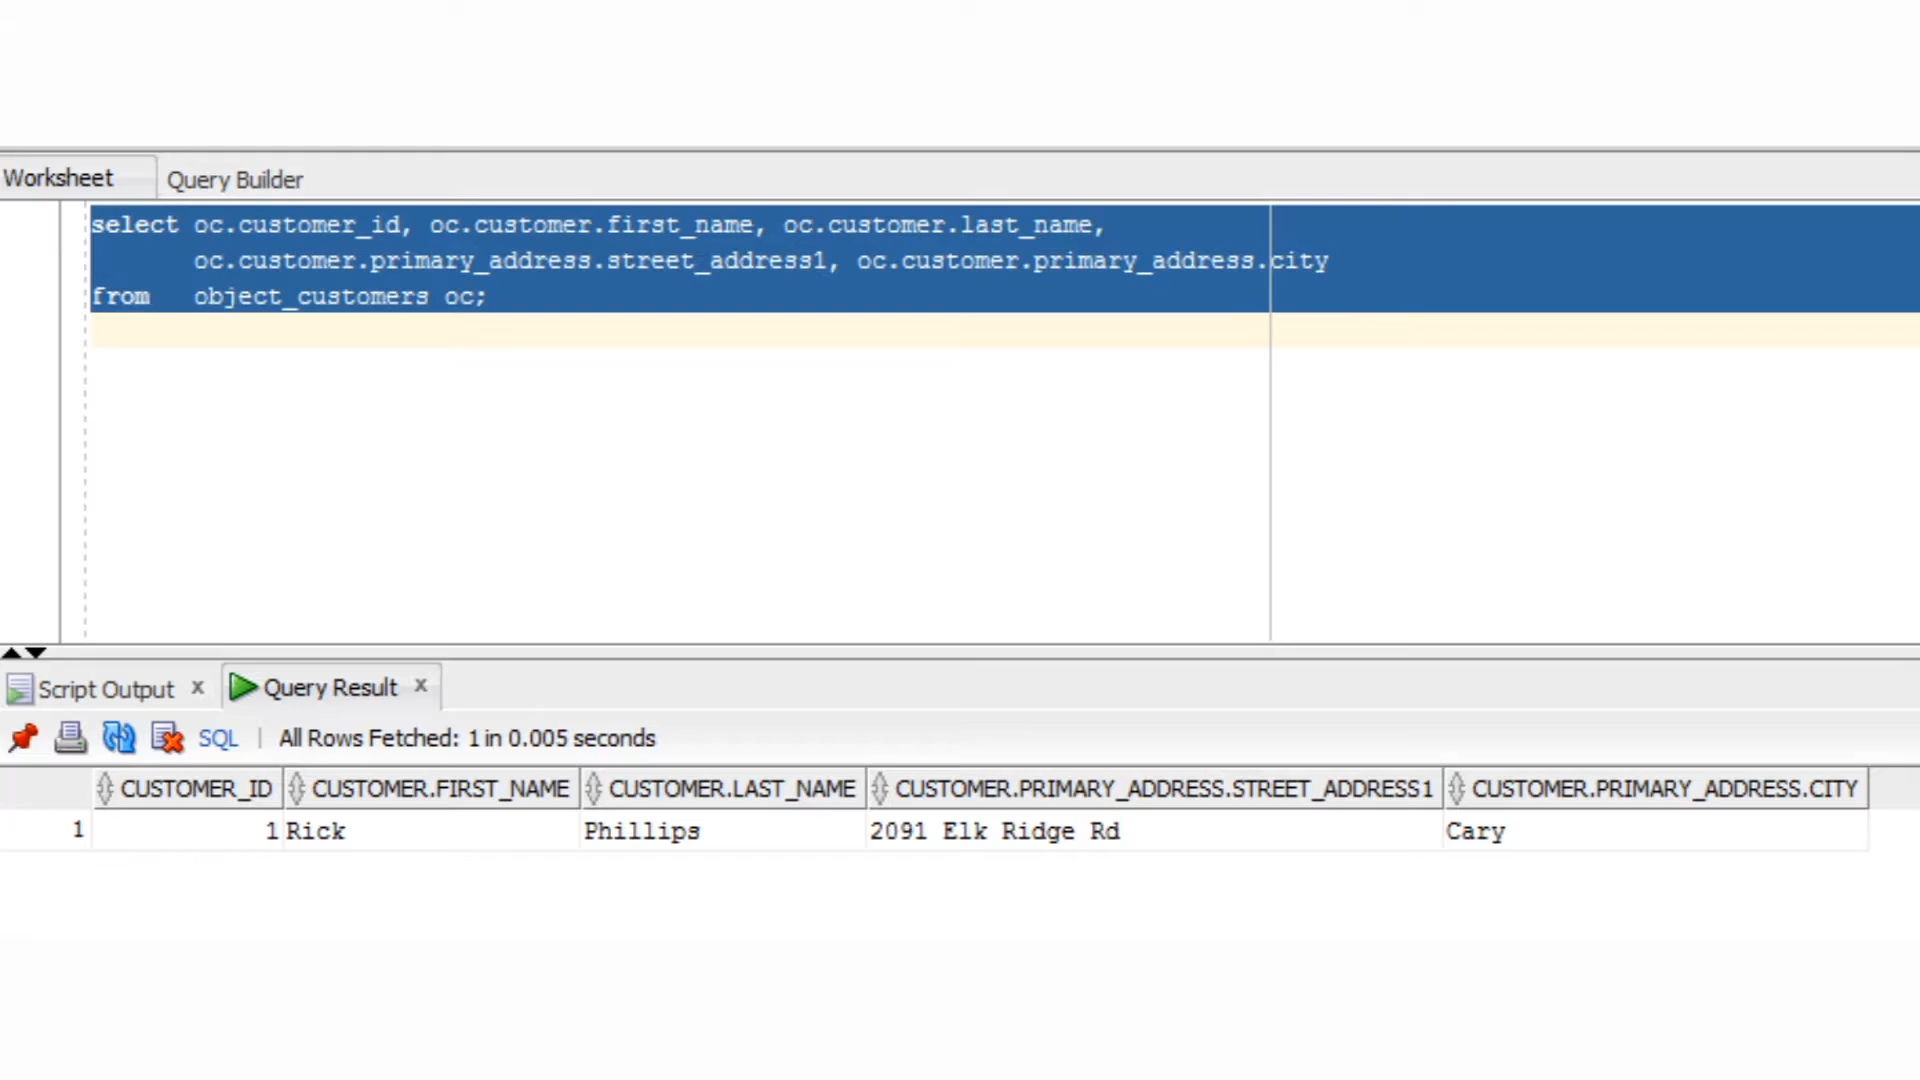 Worksheet Query Builder
select oc.customer_id, oc.customer.first_name, oc.customer.last_name,
oc.customer.primary_address.street_address1, oc.customer.primary_address.city
from object_customers oc;
Script Output x Query Result x
SQL | All Rows Fetched: 1 in 0.005 seconds
CUSTOMER_ID CUSTOMER.FIRST_NAME CUSTOMER.LAST_NAME CUSTOMER.PRIMARY_ADDRESS.STREET_ADDRESS1 CUSTOMER.PRIMARY_ADDRESS.CITY
1 1 Rick Phillips 2091 Elk Ridge Rd Cary